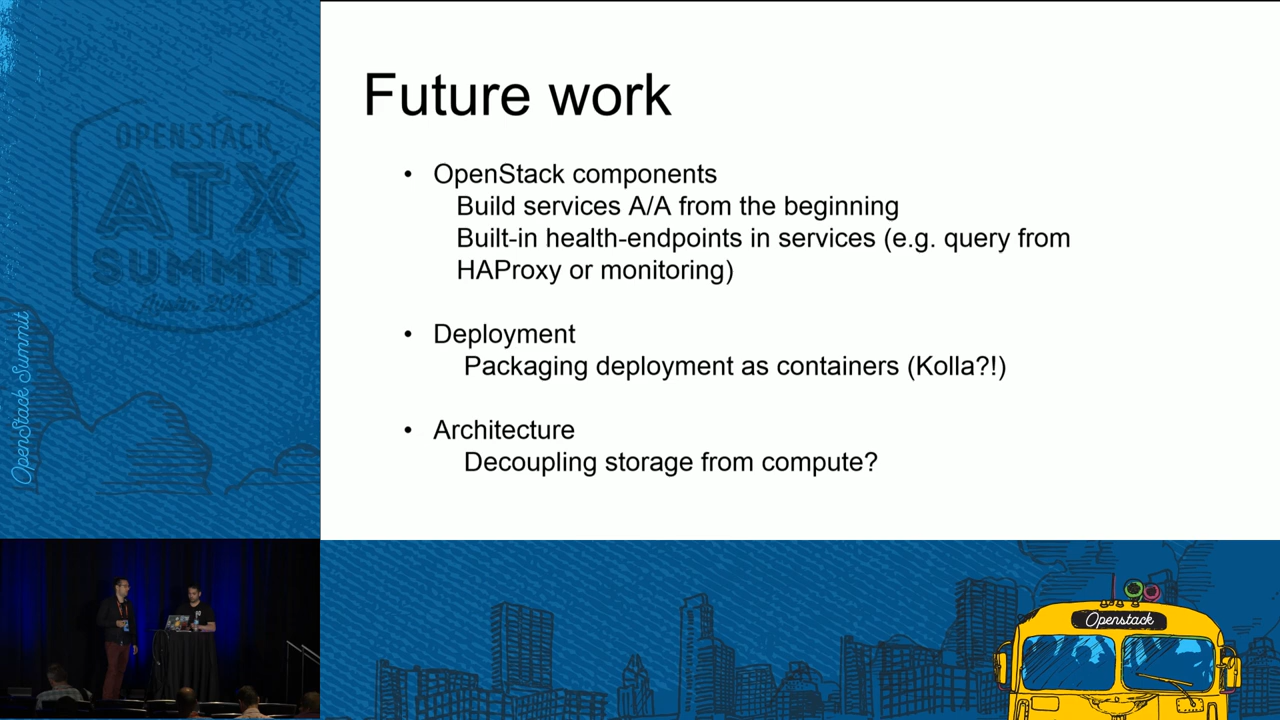 Future work
• OpenStack components
Build services A/A from the beginning
Built-in health-endpoints in services (e.g. query from
HAProxy or monitoring)
• Deployment
Packaging deployment as containers (Kolla?!)
• Architecture
Decoupling storage from compute?
OPENSTACK
ATX
SUMMIT
Austin 2016
OpenStack Summit
Openstack